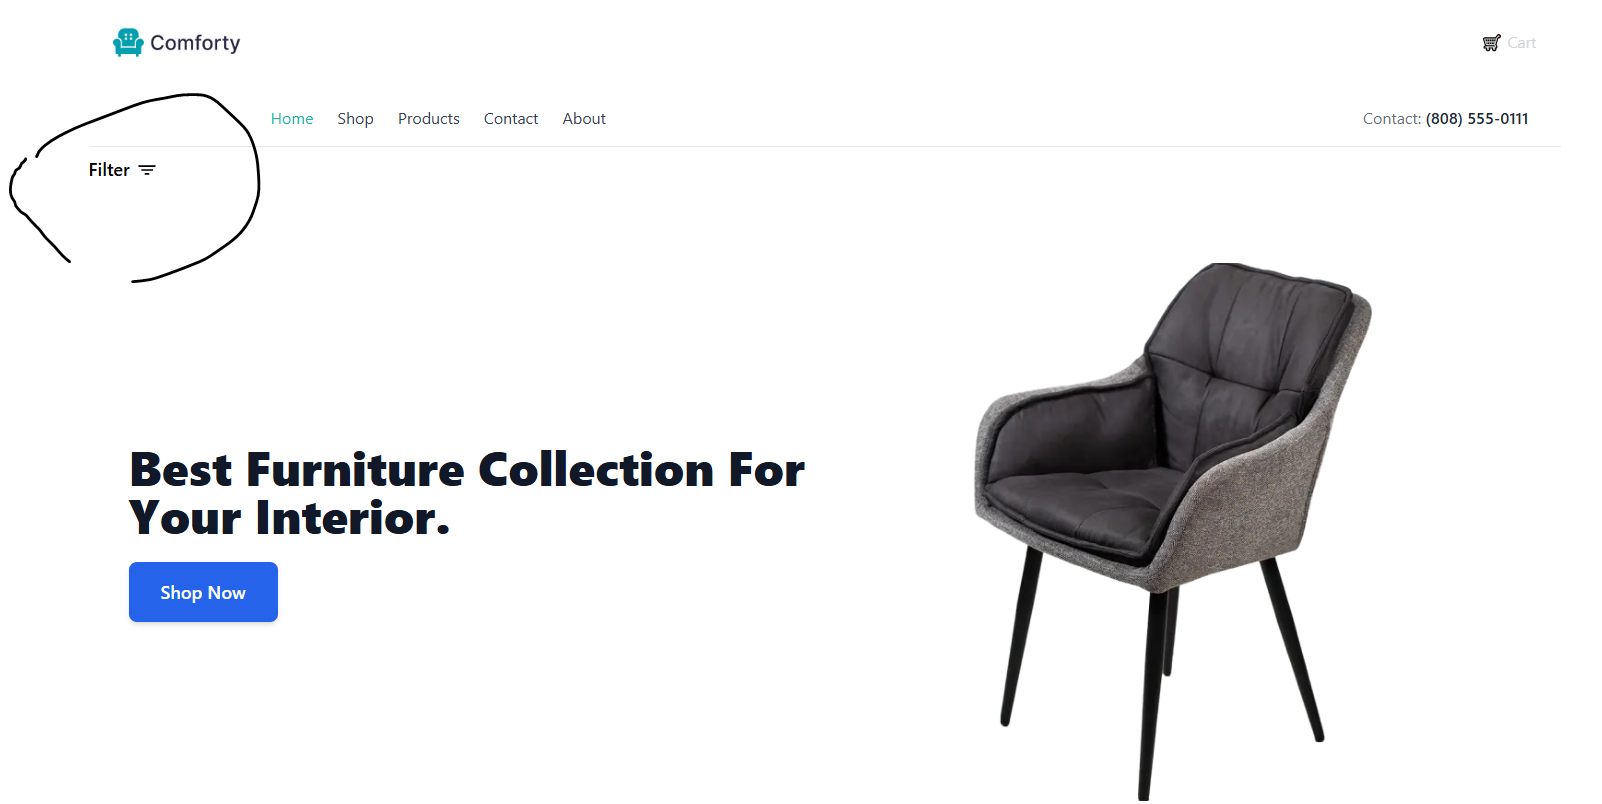 Comforty
Cart
Home Shop Products Contact About
Contact: (808) 555-0111
Filter
Best Furniture Collection For
Your Interior.
Shop Now